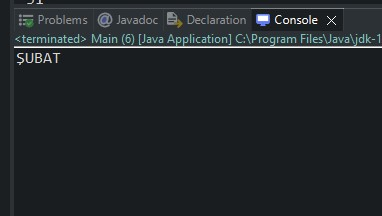 Problems @ Javadoc Declaration Console X
<terminated> Main (6) [Java Application] C:\Program Files\Java\jdk-1
ŞUBAT